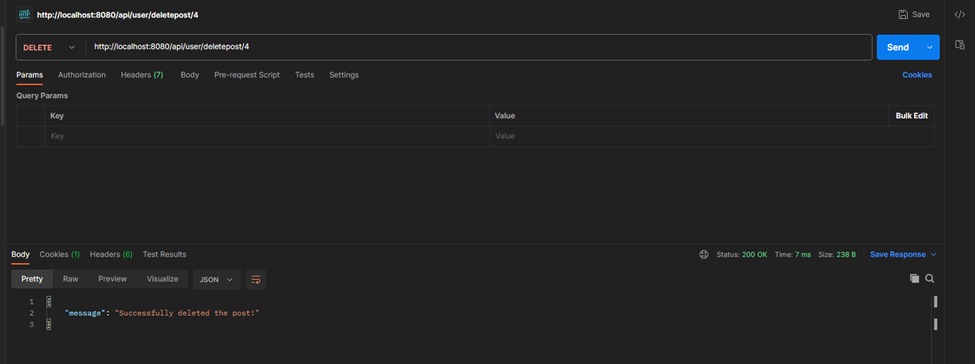 HTTP http://localhost:8080/api/user/deletepost/4 Save
DELETE http://localhost:8080/api/user/deletepost/4 Send
Params Authorization Headers (7) Body Pre-request Script Tests Settings Cookies
Query Params
Key Value Bulk Edit
Key Value
Body Cookies (1) Headers (6) Test Results Status: 200 OK Time: 7 ms Size: 238 B Save Response
Pretty Raw Preview Visualize JSON
1 {
2 "message": "Successfully deleted the post!"
3 }